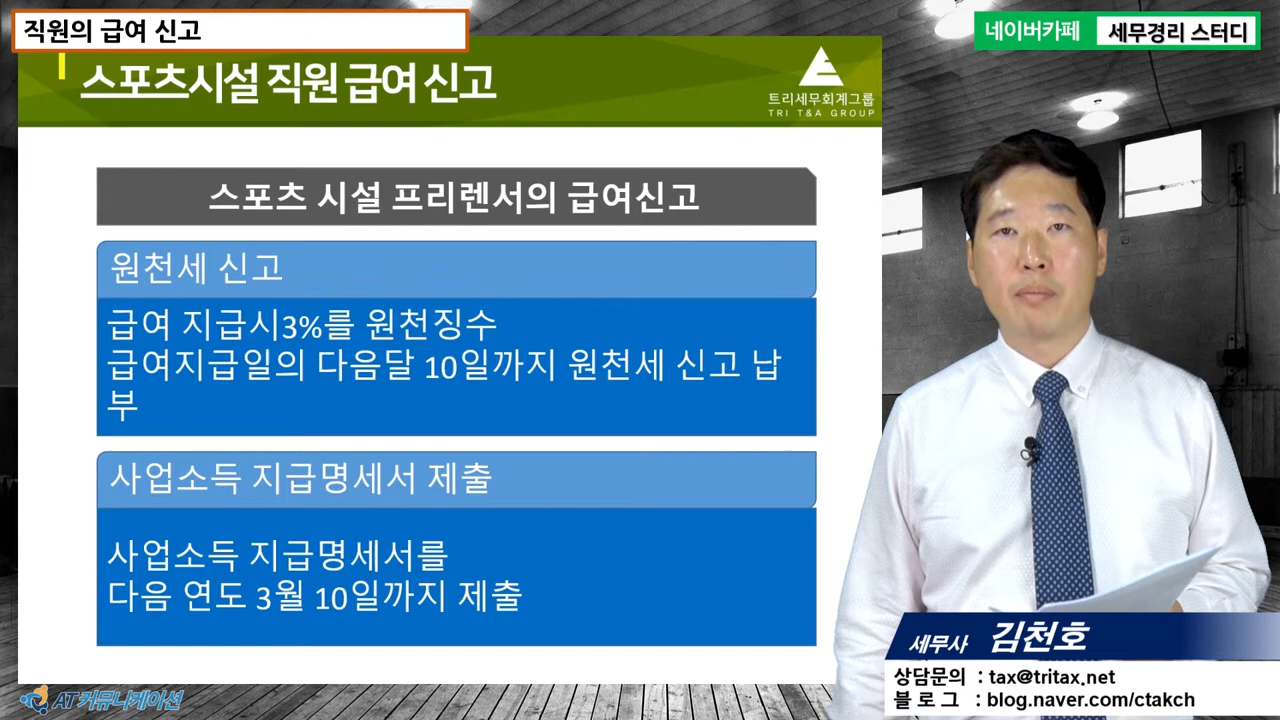 직원의 급여 신고
네이버카페 세무경리 스터디
스포츠시설 직원 급여 신고
트리세무회계그룹
TRI T&A GROUP
스포츠 시설 프리렌서의 급여신고
원천세 신고
급여 지급시3%를 원천징수
급여지급일의 다음달 10일까지 원천세 신고 납
부
사업소득 지급명세서 제출
사업소득 지급명세서를
다음 연도 3월 10일까지 제출
세무사 김천호
상담문의 : tax@tritax.net
블로그 : blog.naver.com/ctakch
AT커뮤니케이션